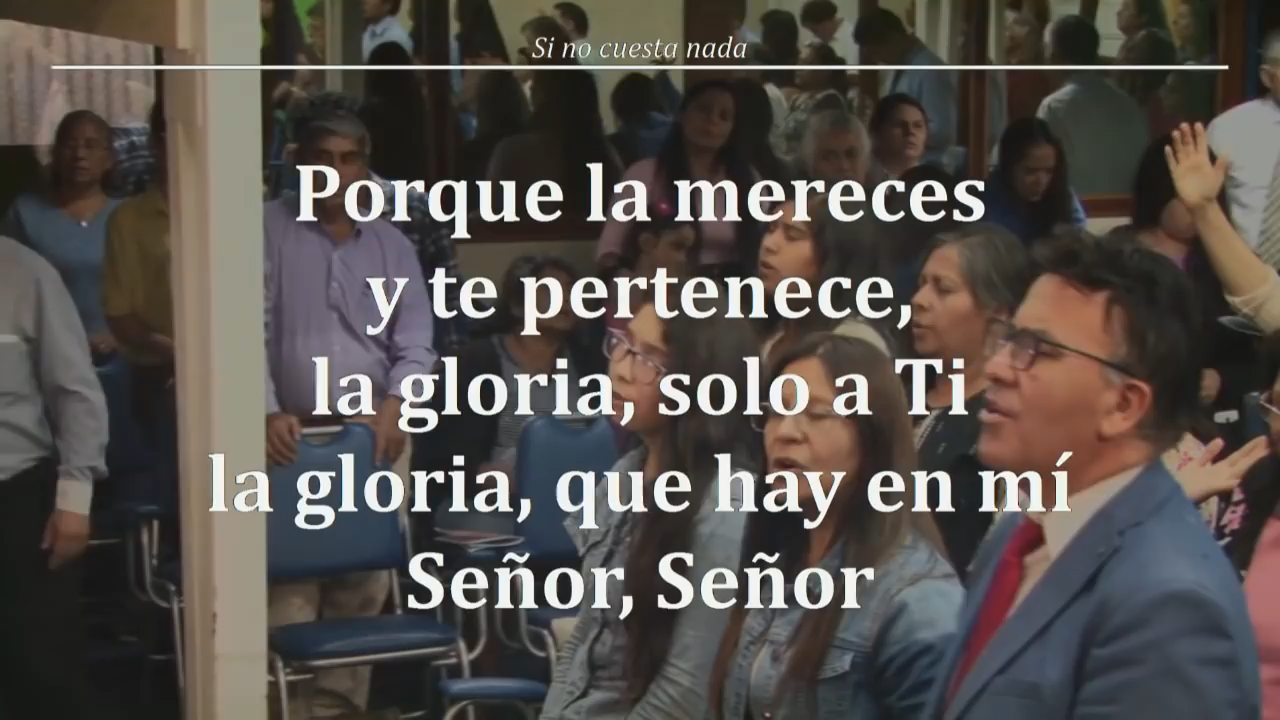 Si no cuesta nada
Porque la mereces
y te pertenece,
la gloria, solo a Ti
la gloria, que hay en mí
Señor, Señor